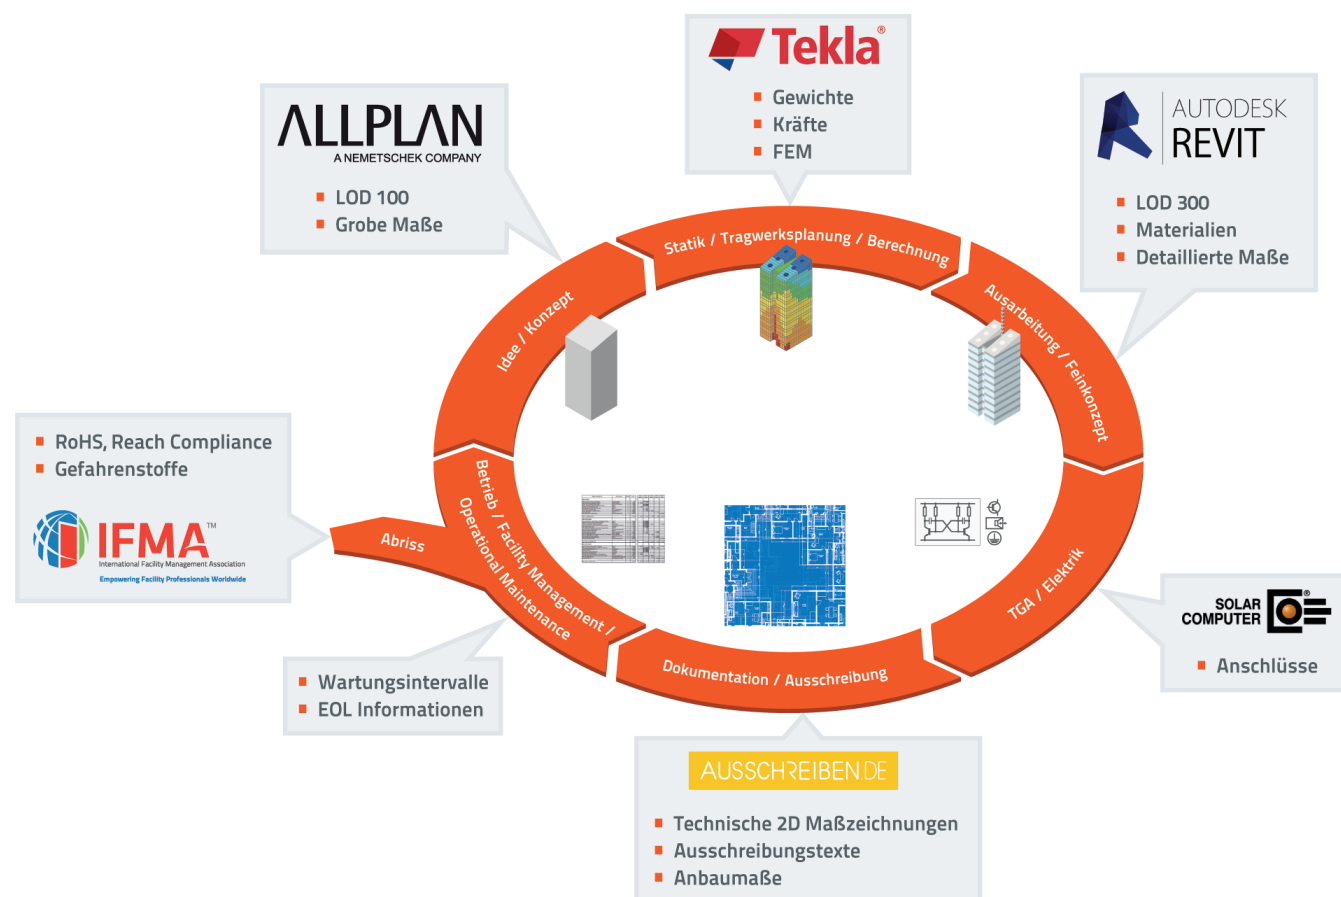 Tekla®
Gewichte
Kräfte
FEM
ALLPLAN
A NEMETSCHEK COMPANY
LOD 100
Grobe Maße
AUTODESK
REVIT
LOD 300
Materialien
Detaillierte Maße
Statik / Tragwerksplanung / Berechnung
Idee / Konzept
Ausarbeitung / Feinkonzept
RoHS, Reach Compliance
Gefahrenstoffe
IFMA™
International Facility Management Association
Empowering Facility Professionals Worldwide
Abriss
Betrieb / Facility Management /
Operational Maintenance
TGA / Elektrik
SOLAR
COMPUTER
®
Anschlüsse
Dokumentation / Ausschreibung
Wartungsintervalle
EOL Informationen
AUSSCHREIBEN.DE
Technische 2D Maßzeichnungen
Ausschreibungstexte
Anbaumaße